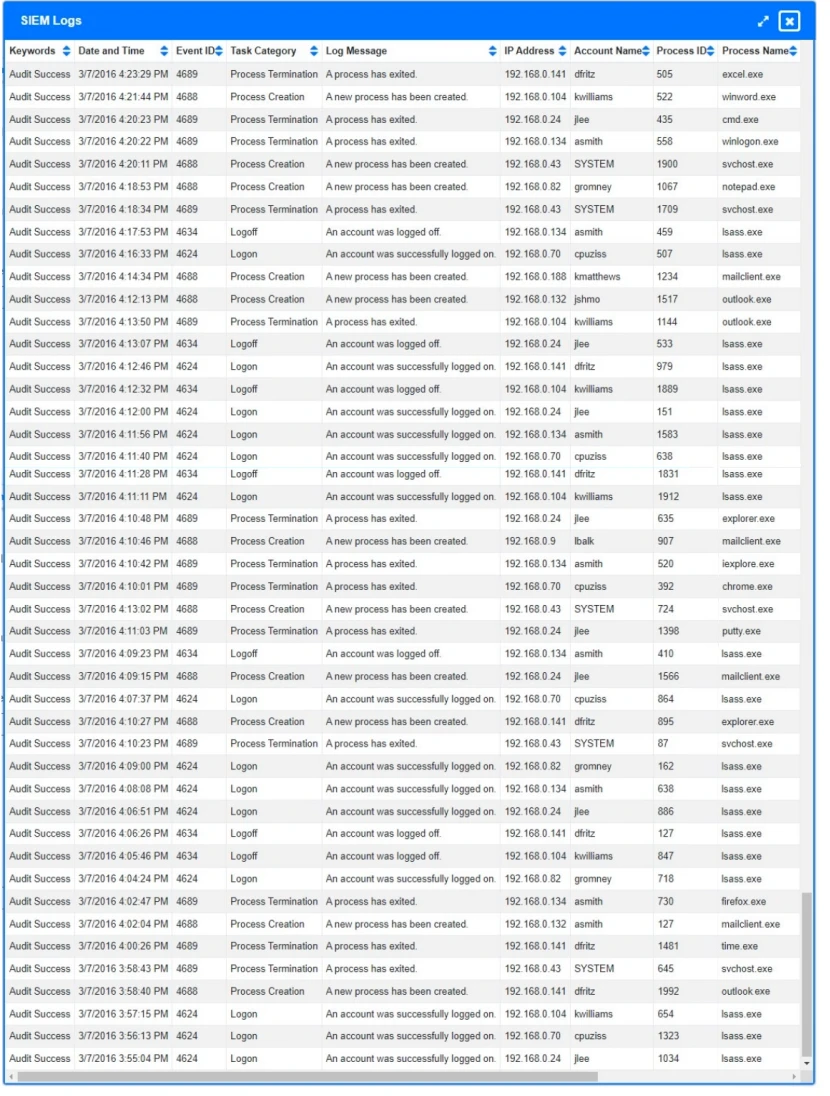 SIEM Logs
Keywords Date and Time Event ID Task Category Log Message IP Address Account Name Process ID Process Name
Audit Success 3/7/2016 4:23:29 PM 4689 Process Termination A process has exited. 192.168.0.141 dfritz 505 excel.exe
Audit Success 3/7/2016 4:21:44 PM 4688 Process Creation A new process has been created. 192.168.0.104 kwilliams 522 winword.exe
Audit Success 3/7/2016 4:20:23 PM 4689 Process Termination A process has exited. 192.168.0.24 jlee 435 cmd.exe
Audit Success 3/7/2016 4:20:22 PM 4689 Process Termination A process has exited. 192.168.0.134 asmith 558 winlogon.exe
Audit Success 3/7/2016 4:20:11 PM 4688 Process Creation A new process has been created. 192.168.0.43 SYSTEM 1900 svchost.exe
Audit Success 3/7/2016 4:18:53 PM 4688 Process Creation A new process has been created. 192.168.0.82 gromney 1067 notepad.exe
Audit Success 3/7/2016 4:18:34 PM 4689 Process Termination A process has exited. 192.168.0.43 SYSTEM 1709 svchost.exe
Audit Success 3/7/2016 4:17:53 PM 4634 Logoff An account was logged off. 192.168.0.134 asmith 459 lsass.exe
Audit Success 3/7/2016 4:16:33 PM 4624 Logon An account was successfully logged on. 192.168.0.70 cpuziss 507 lsass.exe
Audit Success 3/7/2016 4:14:34 PM 4688 Process Creation A new process has been created. 192.168.0.188 kmatthews 1234 mailclient.exe
Audit Success 3/7/2016 4:12:13 PM 4688 Process Creation A new process has been created. 192.168.0.132 jshmo 1517 outlook.exe
Audit Success 3/7/2016 4:13:50 PM 4689 Process Termination A process has exited. 192.168.0.104 kwilliams 1144 outlook.exe
Audit Success 3/7/2016 4:13:07 PM 4634 Logoff An account was logged off. 192.168.0.24 jlee 533 lsass.exe
Audit Success 3/7/2016 4:12:46 PM 4624 Logon An account was successfully logged on. 192.168.0.141 dfritz 979 lsass.exe
Audit Success 3/7/2016 4:12:32 PM 4634 Logoff An account was logged off. 192.168.0.104 kwilliams 1889 lsass.exe
Audit Success 3/7/2016 4:12:00 PM 4624 Logon An account was successfully logged on. 192.168.0.24 jlee 151 lsass.exe
Audit Success 3/7/2016 4:11:56 PM 4624 Logon An account was successfully logged on. 192.168.0.134 asmith 1583 lsass.exe
Audit Success 3/7/2016 4:11:40 PM 4624 Logon An account was successfully logged on. 192.168.0.70 cpuziss 638 lsass.exe
Audit Success 3/7/2016 4:11:28 PM 4634 Logoff An account was logged off. 192.168.0.141 dfritz 1831 lsass.exe
Audit Success 3/7/2016 4:11:11 PM 4624 Logon An account was successfully logged on. 192.168.0.104 kwilliams 1912 lsass.exe
Audit Success 3/7/2016 4:10:48 PM 4689 Process Termination A process has exited. 192.168.0.24 jlee 635 explorer.exe
Audit Success 3/7/2016 4:10:46 PM 4688 Process Creation A new process has been created. 192.168.0.9 lbalk 907 mailclient.exe
Audit Success 3/7/2016 4:10:42 PM 4689 Process Termination A process has exited. 192.168.0.134 asmith 520 iexplore.exe
Audit Success 3/7/2016 4:10:01 PM 4689 Process Termination A process has exited. 192.168.0.70 cpuziss 392 chrome.exe
Audit Success 3/7/2016 4:13:02 PM 4688 Process Creation A new process has been created. 192.168.0.43 SYSTEM 724 svchost.exe
Audit Success 3/7/2016 4:11:03 PM 4689 Process Termination A process has exited. 192.168.0.24 jlee 1398 putty.exe
Audit Success 3/7/2016 4:09:23 PM 4634 Logoff An account was logged off. 192.168.0.134 asmith 410 lsass.exe
Audit Success 3/7/2016 4:09:15 PM 4688 Process Creation A new process has been created. 192.168.0.24 jlee 1566 mailclient.exe
Audit Success 3/7/2016 4:07:37 PM 4624 Logon An account was successfully logged on. 192.168.0.70 cpuziss 864 lsass.exe
Audit Success 3/7/2016 4:10:27 PM 4688 Process Creation A new process has been created. 192.168.0.141 dfritz 895 explorer.exe
Audit Success 3/7/2016 4:10:23 PM 4689 Process Termination A process has exited. 192.168.0.43 SYSTEM 87 svchost.exe
Audit Success 3/7/2016 4:09:00 PM 4624 Logon An account was successfully logged on. 192.168.0.82 gromney 162 lsass.exe
Audit Success 3/7/2016 4:08:08 PM 4624 Logon An account was successfully logged on. 192.168.0.134 asmith 638 lsass.exe
Audit Success 3/7/2016 4:06:51 PM 4624 Logon An account was successfully logged on. 192.168.0.24 jlee 886 lsass.exe
Audit Success 3/7/2016 4:06:26 PM 4634 Logoff An account was logged off. 192.168.0.141 dfritz 127 lsass.exe
Audit Success 3/7/2016 4:05:46 PM 4634 Logoff An account was logged off. 192.168.0.104 kwilliams 847 lsass.exe
Audit Success 3/7/2016 4:04:24 PM 4624 Logon An account was successfully logged on. 192.168.0.82 gromney 718 lsass.exe
Audit Success 3/7/2016 4:02:47 PM 4689 Process Termination A process has exited. 192.168.0.134 asmith 730 firefox.exe
Audit Success 3/7/2016 4:02:04 PM 4688 Process Creation A new process has been created. 192.168.0.132 asmith 127 mailclient.exe
Audit Success 3/7/2016 4:00:26 PM 4689 Process Termination A process has exited. 192.168.0.141 dfritz 1481 time.exe
Audit Success 3/7/2016 3:58:43 PM 4689 Process Termination A process has exited. 192.168.0.43 SYSTEM 645 svchost.exe
Audit Success 3/7/2016 3:58:40 PM 4688 Process Creation A new process has been created. 192.168.0.141 dfritz 1992 outlook.exe
Audit Success 3/7/2016 3:57:15 PM 4624 Logon An account was successfully logged on. 192.168.0.104 kwilliams 654 lsass.exe
Audit Success 3/7/2016 3:56:13 PM 4624 Logon An account was successfully logged on. 192.168.0.70 cpuziss 1323 lsass.exe
Audit Success 3/7/2016 3:55:04 PM 4624 Logon An account was successfully logged on. 192.168.0.24 jlee 1034 lsass.exe